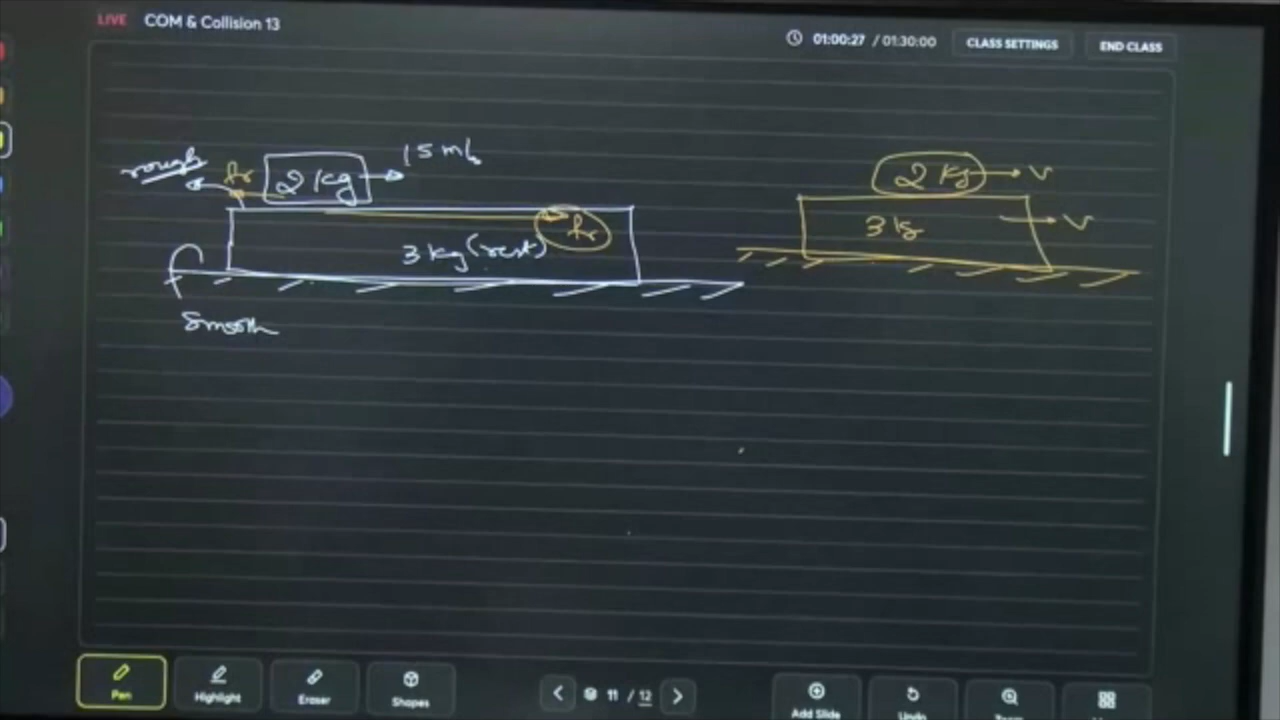 LIVE COM & Collision 13
01:00:27 / 01:30:00 CLASS SETTINGS END CLASS
rough fr 2 kg 15 m/s
3 kg (rest) fr
Smooth
2 kg v
3 kg v
Pen Highlight Eraser Shapes 11 / 12 Add Slide Undo